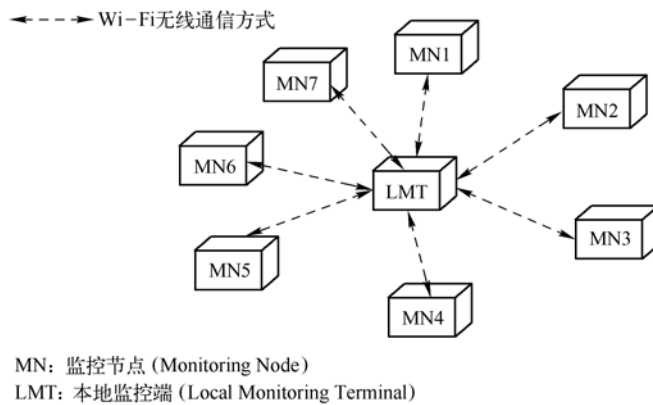 Wi-Fi无线通信方式
MN1
MN7
MN2
MN6
LMT
MN3
MN5
MN4
MN：监控节点 (Monitoring Node)
LMT：本地监控端 (Local Monitoring Terminal)